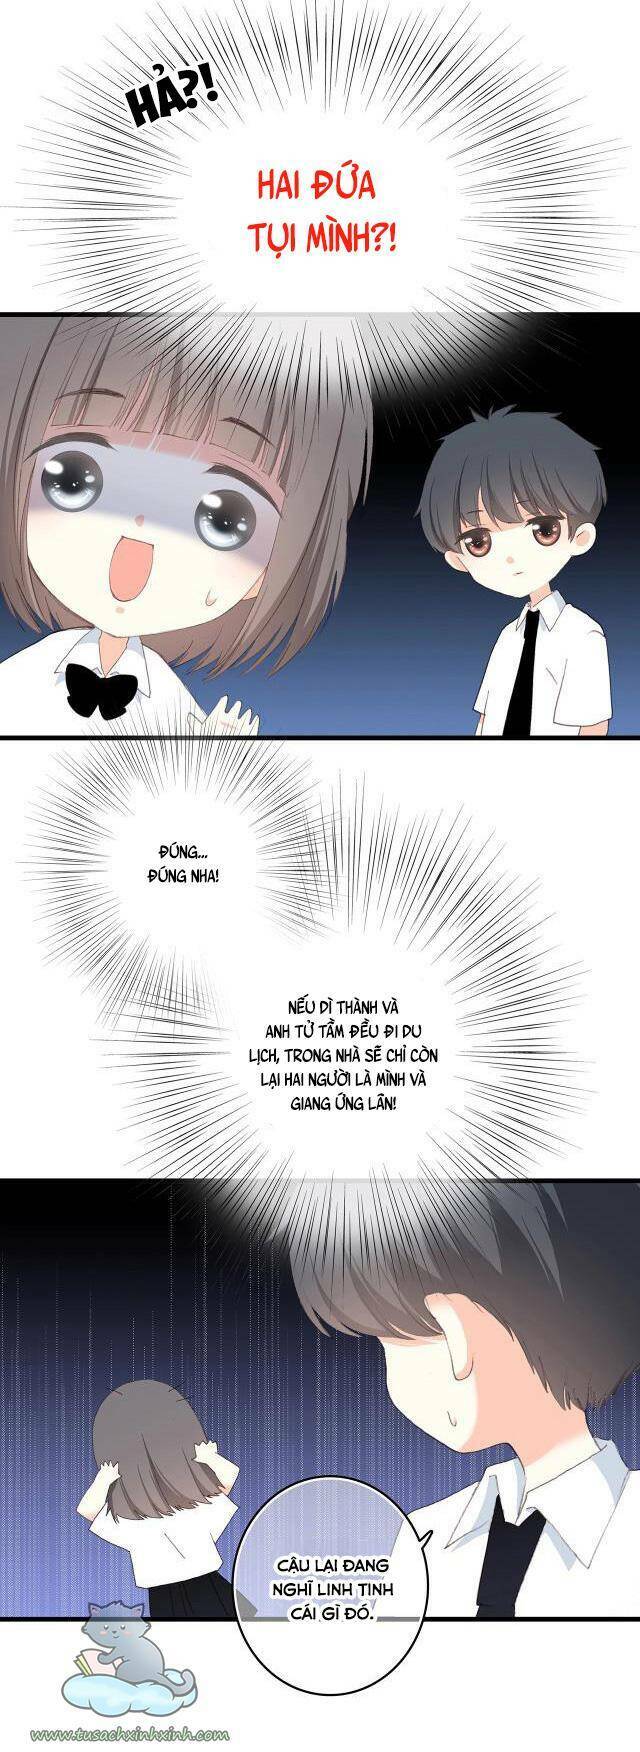 HẢ?!
HAI ĐỨA
TỤI MÌNH?!
ĐÚNG...
ĐÚNG NHA!
NẾU DÌ THÀNH VÀ
ANH TỬ TẦM ĐỀU ĐI DU
LỊCH, TRONG NHÀ SẼ CHỈ CÒN
LẠI HAI NGƯỜI LÀ MÌNH VÀ
GIANG ỨNG LÂN!
CẬU LẠI ĐANG
NGHĨ LINH TINH
CÁI GÌ ĐÓ.
www.tusachxinhxinh.com